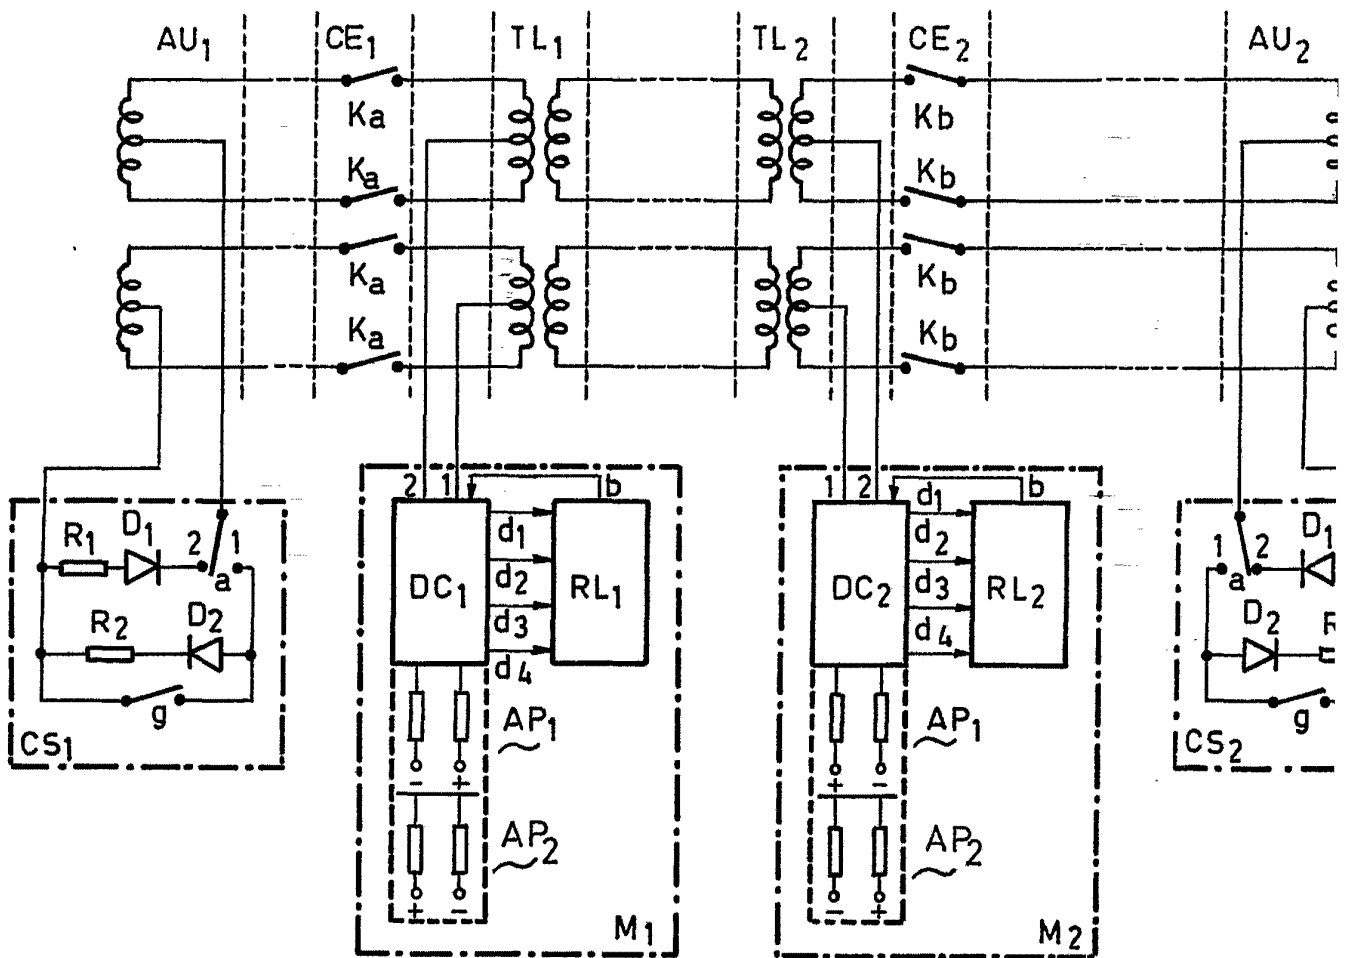 AU1 CE1 TL1 TL2 CE2 AU2
Ka Kb
Ka Kb
Ka Kb
Ka Kb
2 1 b 1 2 b
R1 D1 2 1 d1 d1 1 2 D1
a d2 d2 a
DC1 RL1 DC2 RL2
R2 D2 d3 d3 D2 R
d4 d4
g AP1 AP1 g
CS1 CS2
- + + -
AP2 AP2
+ - - +
M1 M2